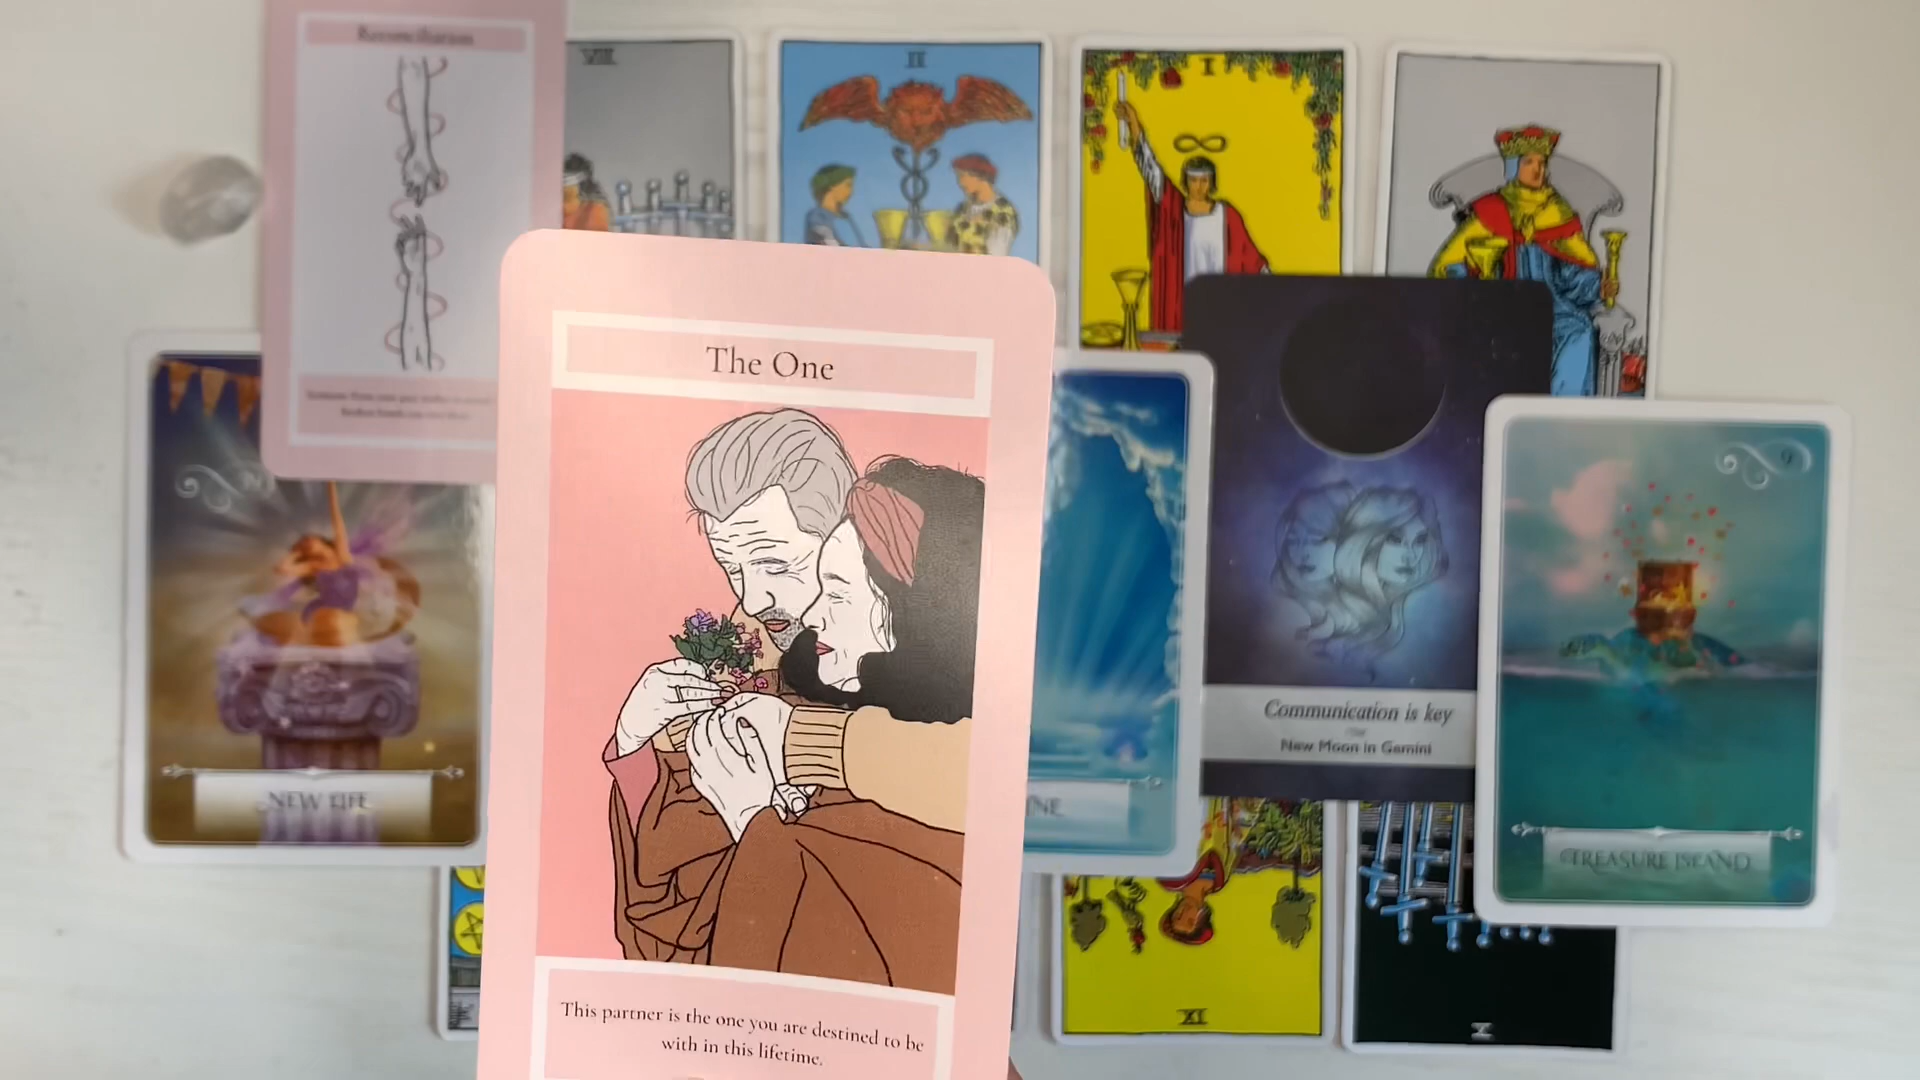 Reconciliation
VIII
II
I
The One
This partner is the one you are destined to be
with in this lifetime.
NEW LIFE
Communication is key
New Moon in Gemini
9
TREASURE ISLAND
X